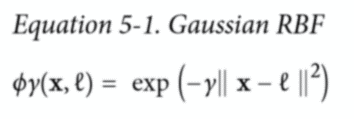 Equation 5-1. Gaussian RBF
ϕγ(x, ℓ) = exp (−γ‖ x − ℓ ‖²)